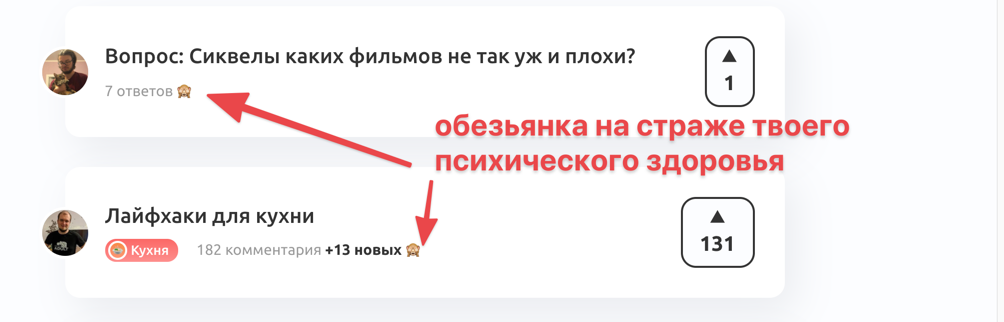 Вопрос: Сиквелы каких фильмов не так уж и плохи?
7 ответов 🙈
▲
1
обезьянка на страже твоего
психического здоровья
Лайфхаки для кухни
Кухня 182 комментария +13 новых 🙈
▲
131